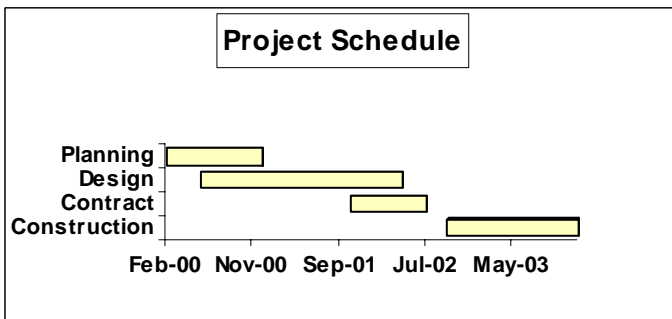 Project Schedule
Planning
Design
Contract
Construction
Feb-00 Nov-00 Sep-01 Jul-02 May-03